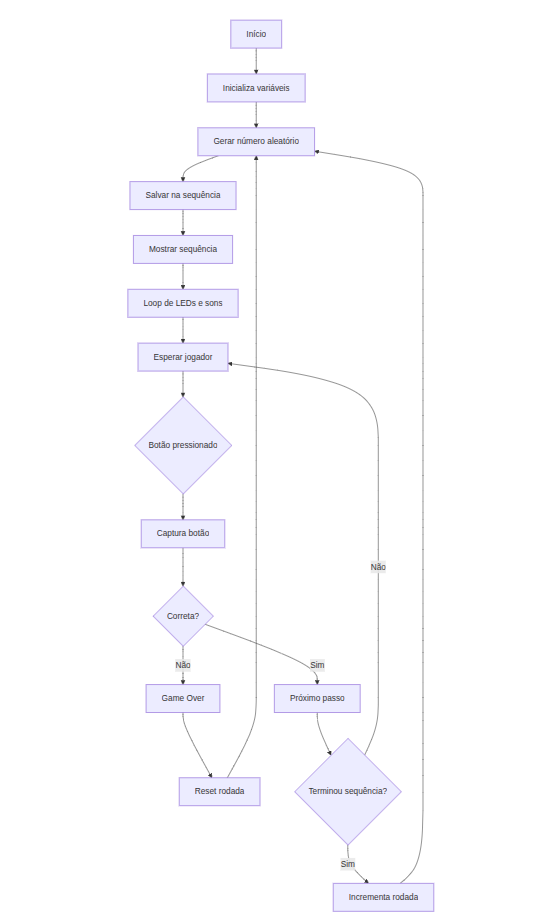 Início
Inicializa variáveis
Gerar número aleatório
Salvar na sequência
Mostrar sequência
Loop de LEDs e sons
Esperar jogador
Botão pressionado
Captura botão
Não
Correta?
Não
Sim
Game Over
Próximo passo
Reset rodada
Terminou sequência?
Sim
Incrementa rodada